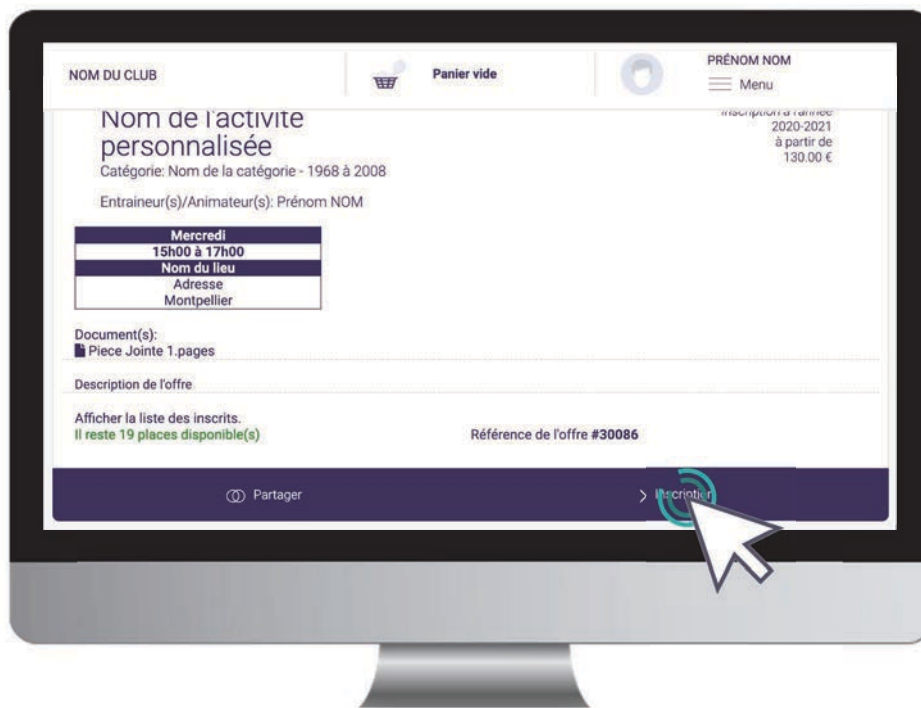 NOM DU CLUB
Panier vide
PRÉNOM NOM
Menu
Nom de l'activité
personnalisée
Catégorie: Nom de la catégorie - 1968 à 2008
Entraineur(s)/Animateur(s): Prénom NOM
Inscription à l'année
2020-2021
à partir de
130.00 €
Mercredi
15h00 à 17h00
Nom du lieu
Adresse
Montpellier
Document(s):
Piece Jointe 1.pages
Description de l'offre
Afficher la liste des inscrits.
Il reste 19 places disponible(s)
Référence de l'offre #30086
Partager
Inscription